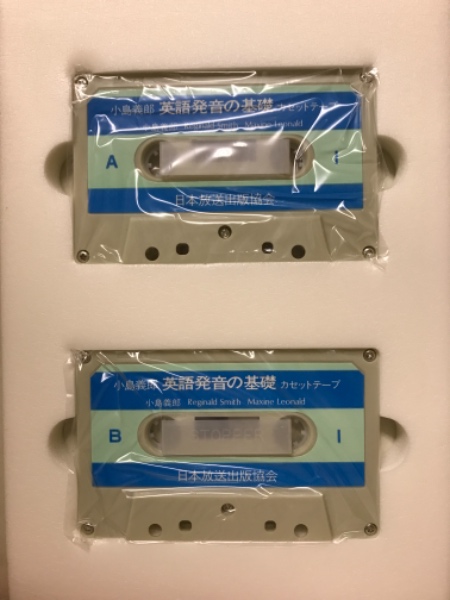 小島義郎 英語発音の基礎 カセットテープ
小島義郎 Reginald Smith Maxine Leonald
A I
日本放送出版協会
小島義郎 英語発音の基礎 カセットテープ
小島義郎 Reginald Smith Maxine Leonald
B I
日本放送出版協会